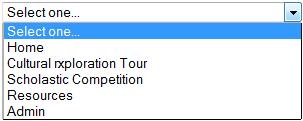 Select one...
Select one...
Home
Cultural rxploration Tour
Scholastic Competition
Resources
Admin